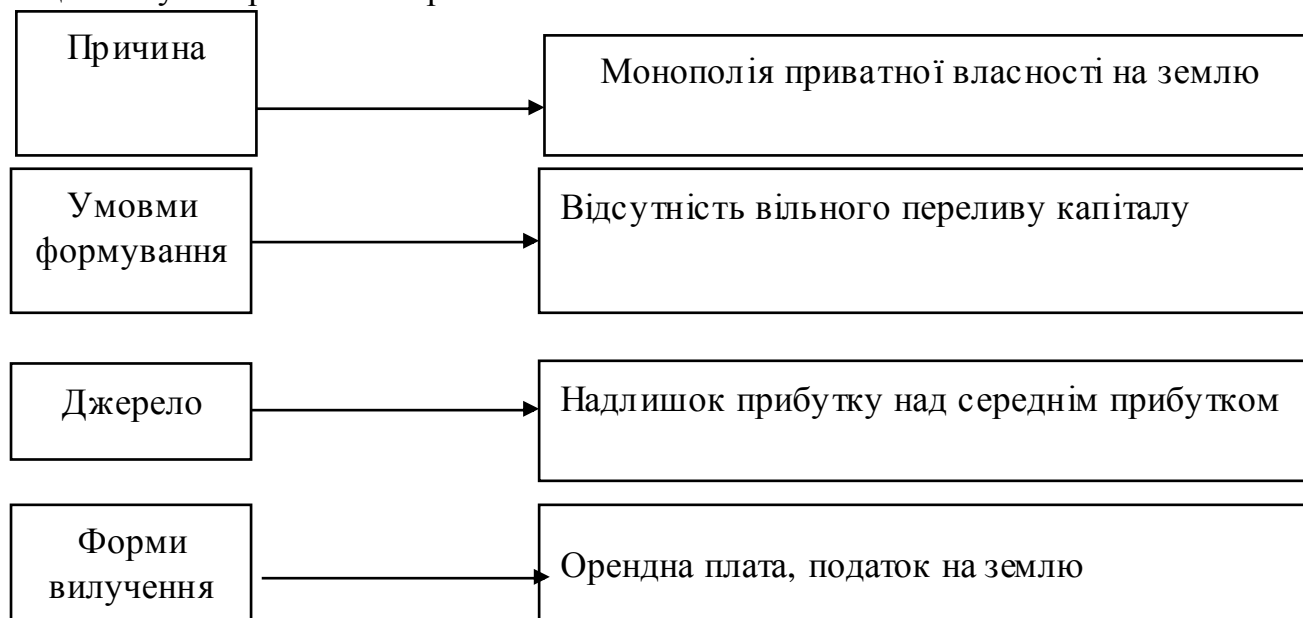 Причина
Монополія приватної власності на землю
Умовми
формування
Відсутність вільного переливу капіталу
Джерело
Надлишок прибутку над середнім прибутком
Форми
вилучення
Орендна плата, податок на землю